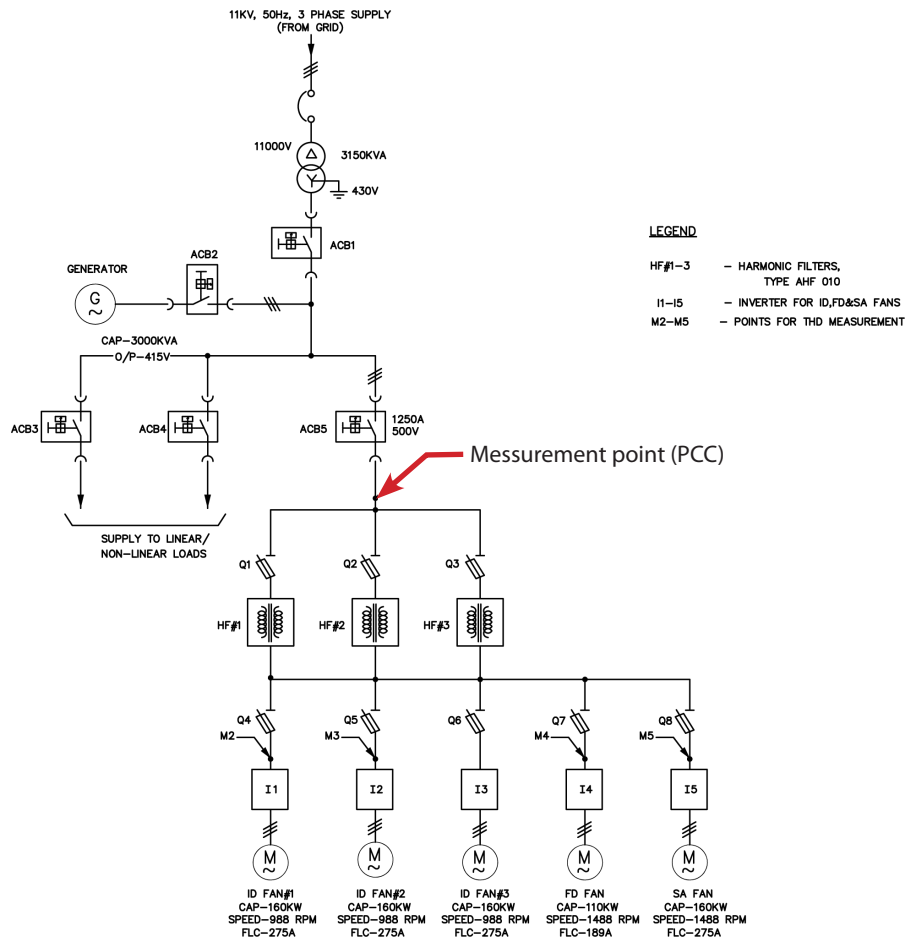 11KV, 50Hz, 3 PHASE SUPPLY
(FROM GRID)
11000V
3150KVA
430V
ACB1
ACB2
GENERATOR
G
~
CAP-3000KVA
O/P-415V
LEGEND
HF#1-3 - HARMONIC FILTERS,
TYPE AHF 010
I1-I5 - INVERTER FOR ID,FD&SA FANS
M2-M5 - POINTS FOR THD MEASUREMENT
ACB3
ACB4
ACB5
1250A
500V
Messurement point (PCC)
SUPPLY TO LINEAR/
NON-LINEAR LOADS
Q1
Q2
Q3
HF#1
HF#2
HF#3
Q4
Q5
Q6
Q7
Q8
M2
M3
M4
M5
I1
I2
I3
I4
I5
M
~
M
~
M
~
M
~
M
~
ID FAN#1
CAP-160KW
SPEED-988 RPM
FLC-275A
ID FAN#2
CAP-160KW
SPEED-988 RPM
FLC-275A
ID FAN#3
CAP-160KW
SPEED-988 RPM
FLC-275A
FD FAN
CAP-110KW
SPEED-1488 RPM
FLC-189A
SA FAN
CAP-160KW
SPEED-1488 RPM
FLC-275A